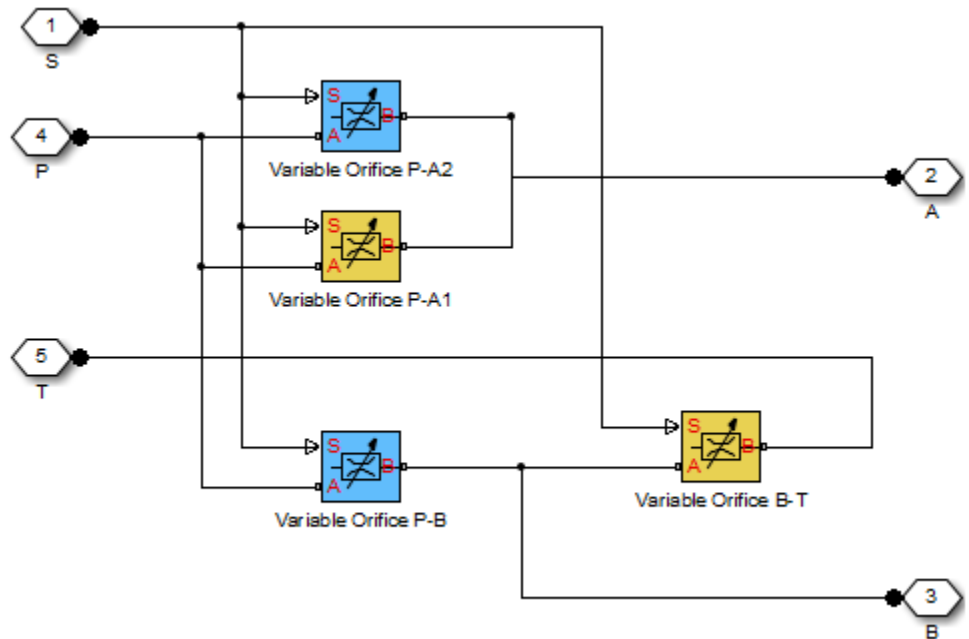 1
S
S
B
A
Variable Orifice P-A2
4
P
2
A
S
B
A
Variable Orifice P-A1
5
T
S
B
A
Variable Orifice P-B
S
B
A
Variable Orifice B-T
3
B